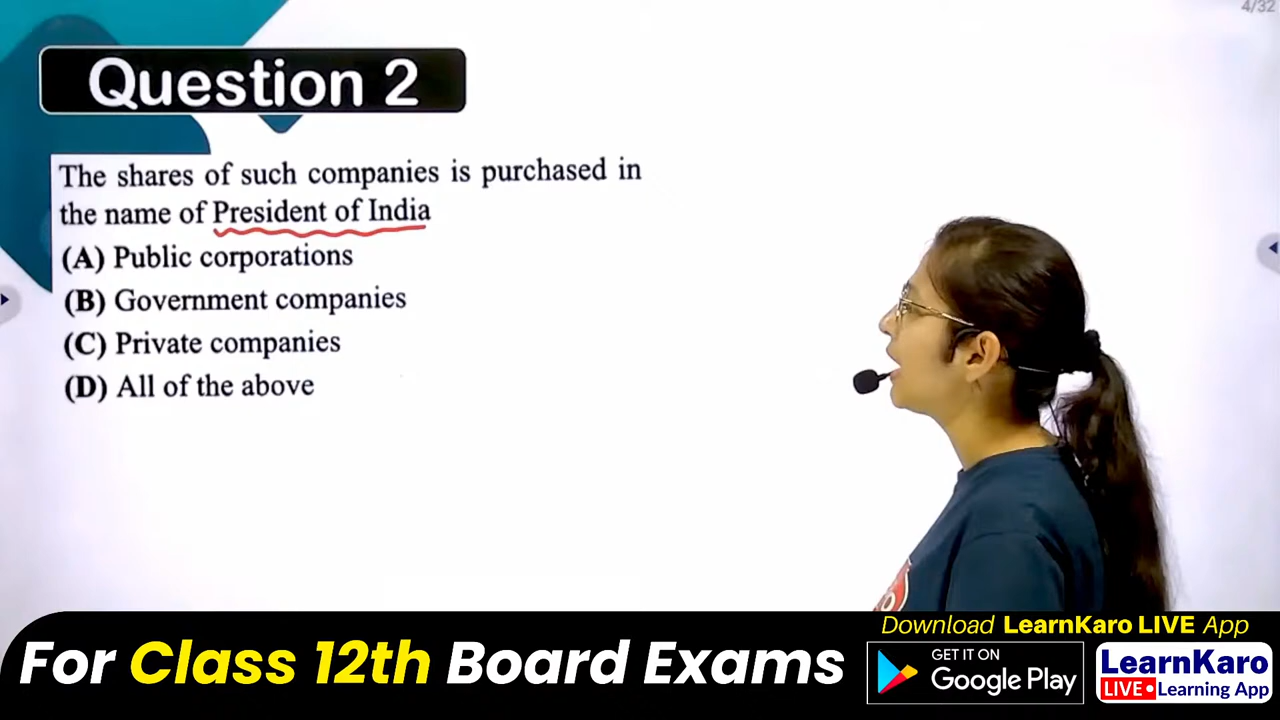 4/32
Question 2
The shares of such companies is purchased in
the name of President of India
(A) Public corporations
(B) Government companies
(C) Private companies
(D) All of the above
For Class 12th Board Exams
Download LearnKaro LIVE App
GET IT ON
Google Play
LearnKaro
LIVE Learning App